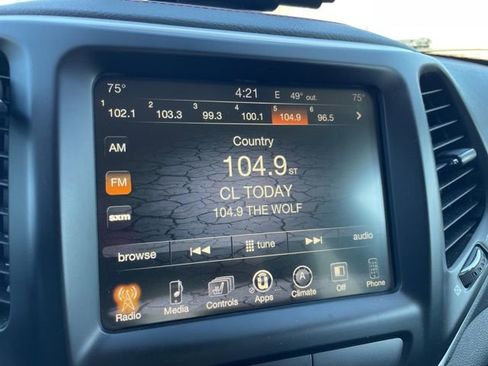 75° 4:21 E 49° out. 75°
1 102.1 2 103.3 3 99.3 4 100.1 5 104.9 6 96.5
Country
AM
104.9 ST
FM
CL TODAY
sxm
104.9 THE WOLF
browse tune audio
Radio Media Controls Apps Climate Off Phone